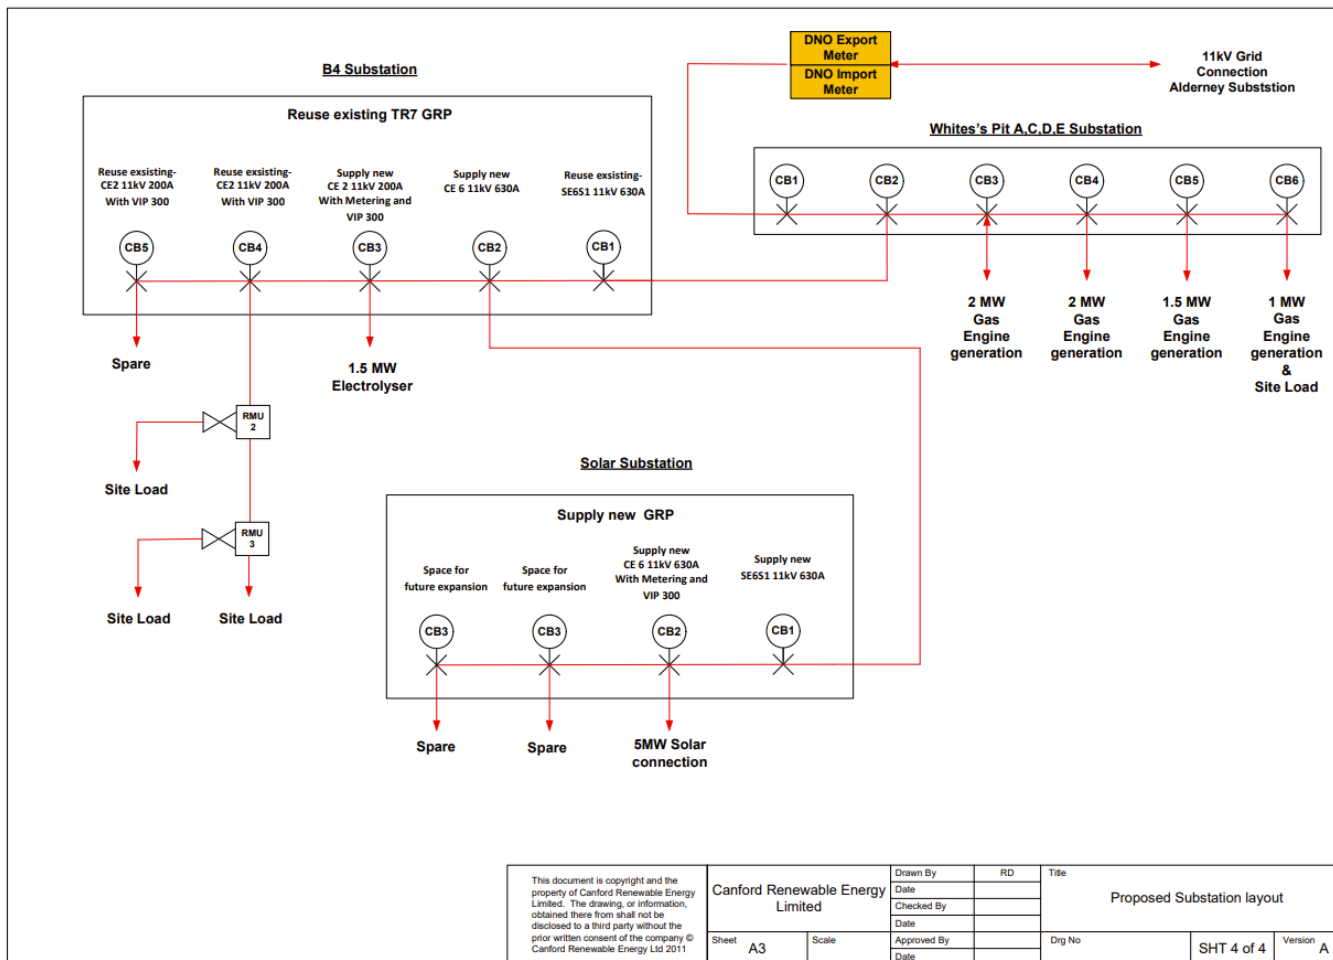 B4 Substation
Reuse existing TR7 GRP
Reuse exsisting-
CE2 11kV 200A
With VIP 300
Reuse exsisting-
CE2 11kV 200A
With VIP 300
Supply new
CE 2 11kV 200A
With Metering and
VIP 300
Supply new
CE 6 11kV 630A
Reuse exsisting-
SE6S1 11kV 630A
CB5
CB4
CB3
CB2
CB1
Spare
1.5 MW
Electrolyser
RMU
2
Site Load
RMU
3
Site Load
Site Load
DNO Export
Meter
DNO Import
Meter
11kV Grid
Connection
Alderney Subststion
Whites's Pit A,C,D,E Substation
CB1
CB2
CB3
CB4
CB5
CB6
2 MW
Gas
Engine
generation
2 MW
Gas
Engine
generation
1.5 MW
Gas
Engine
generation
1 MW
Gas
Engine
generation
&
Site Load
Solar Substation
Supply new GRP
Space for
future expansion
Space for
future expansion
Supply new
CE 6 11kV 630A
With Metering and
VIP 300
Supply new
SE6S1 11kV 630A
CB3
CB3
CB2
CB1
Spare
Spare
5MW Solar
connection
This document is copyright and the
property of Canford Renewable Energy
Limited. The drawing, or information,
obtained there from shall not be
disclosed to a third party without the
prior written consent of the company ©
Canford Renewable Energy Ltd 2011
Canford Renewable Energy
Limited
Sheet
A3
Scale
Drawn By
RD
Date
Checked By
Date
Approved By
Date
Title
Proposed Substation layout
Drg No
SHT 4 of 4
Version
A